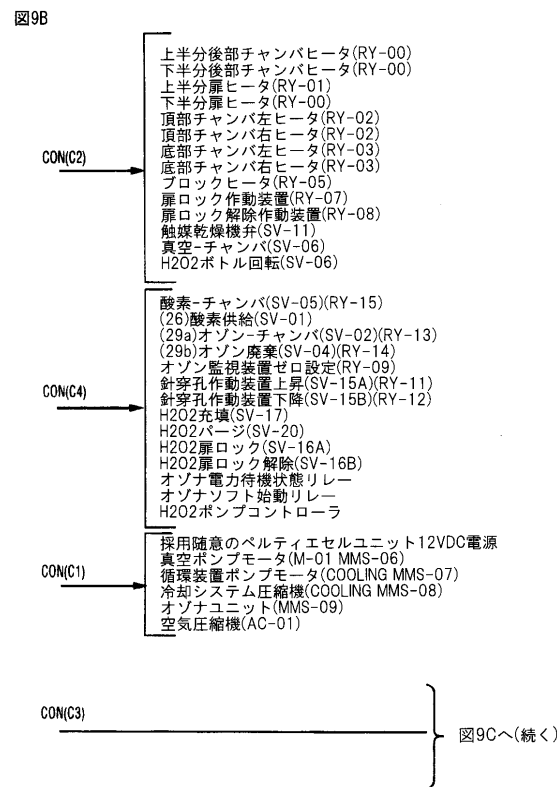 図9B
上半分後部チャンバヒータ(RY-00)
下半分後部チャンバヒータ(RY-00)
上半分扉ヒータ(RY-01)
下半分扉ヒータ(RY-00)
頂部チャンバ左ヒータ(RY-02)
頂部チャンバ右ヒータ(RY-02)
底部チャンバ左ヒータ(RY-03)
底部チャンバ右ヒータ(RY-03)
CON(C2)
ブロックヒータ(RY-05)
扉ロック作動装置(RY-07)
扉ロック解除作動装置(RY-08)
触媒乾燥機弁(SV-11)
真空-チャンバ(SV-06)
H2O2ボトル回転(SV-06)
酸素-チャンバ(SV-05)(RY-15)
(26)酸素供給(SV-01)
(29a)オゾン-チャンバ(SV-02)(RY-13)
(29b)オゾン廃棄(SV-04)(RY-14)
オゾン監視装置ゼロ設定(RY-09)
針穿孔作動装置上昇(SV-15A)(RY-11)
CON(C4)
針穿孔作動装置下降(SV-15B)(RY-12)
H2O2充填(SV-17)
H2O2パージ(SV-20)
H2O2扉ロック(SV-16A)
H2O2扉ロック解除(SV-16B)
オゾナ電力待機状態リレー
オゾナソフト始動リレー
H2O2ポンプコントローラ
採用随意のペルティエセルユニット12VDC電源
真空ポンプモータ(M-01 MMS-06)
CON(C1)
循環装置ポンプモータ(COOLING MMS-07)
冷却システム圧縮機(COOLING MMS-08)
オゾナユニット(MMS-09)
空気圧縮機(AC-01)
CON(C3)
図9Cへ(続く)